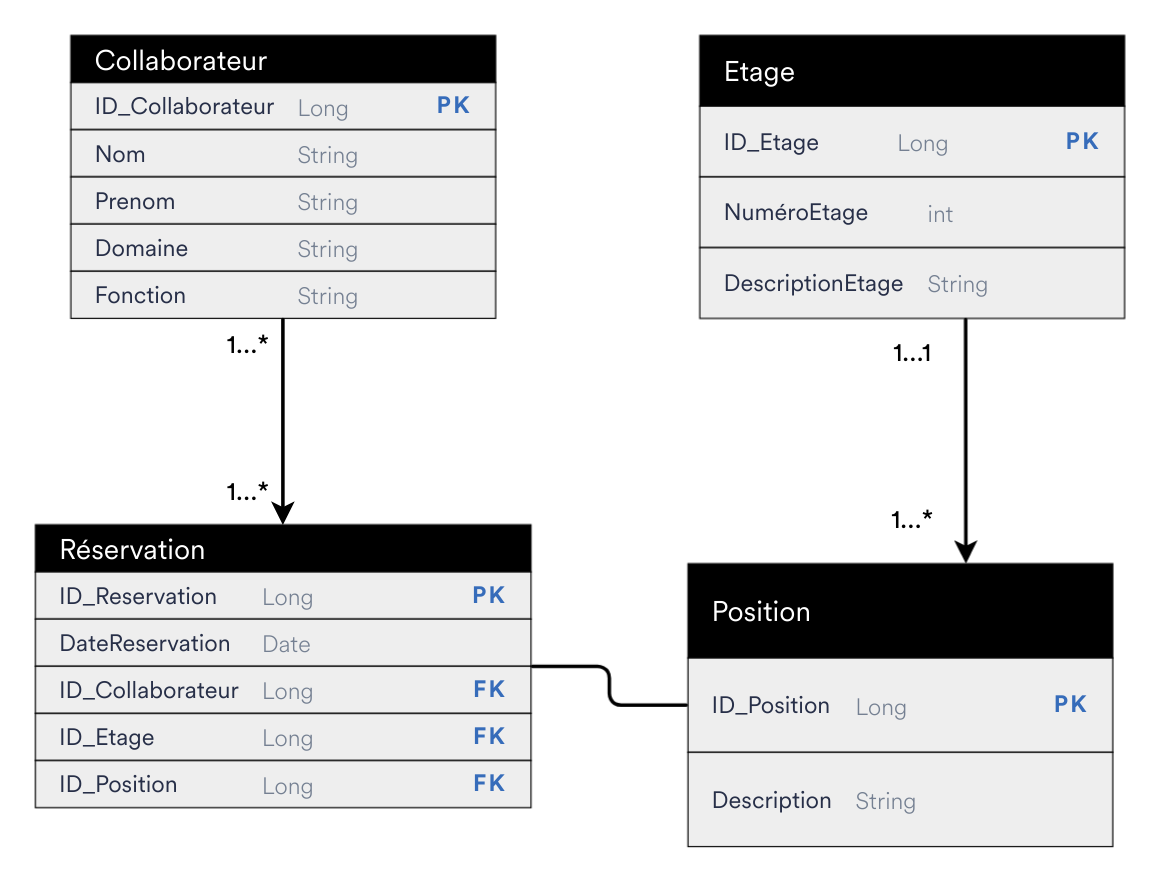 Collaborateur
ID_Collaborateur Long PK
Nom String
Prenom String
Domaine String
Fonction String
Etage
ID_Etage Long PK
NuméroEtage int
DescriptionEtage String
1...*
1...*
1...1
1...*
Réservation
ID_Reservation Long PK
DateReservation Date
ID_Collaborateur Long FK
ID_Etage Long FK
ID_Position Long FK
Position
ID_Position Long PK
Description String